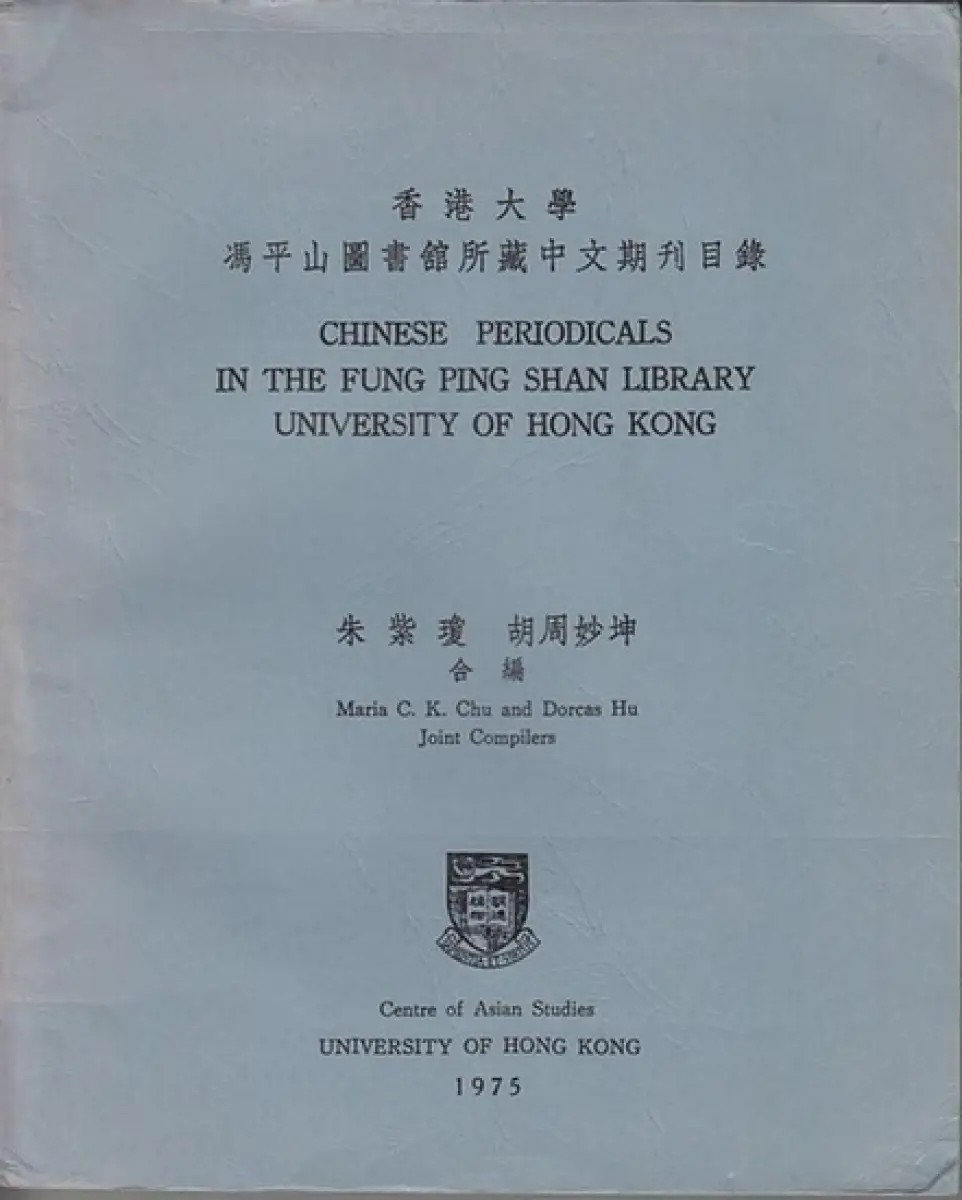 香港大學
馮平山圖書館所藏中文期刊目錄
CHINESE PERIODICALS
IN THE FUNG PING SHAN LIBRARY
UNIVERSITY OF HONG KONG
朱紫瓊 胡周妙坤
合編
Maria C. K. Chu and Dorcas Hu
Joint Compilers
Centre of Asian Studies
UNIVERSITY OF HONG KONG
1975